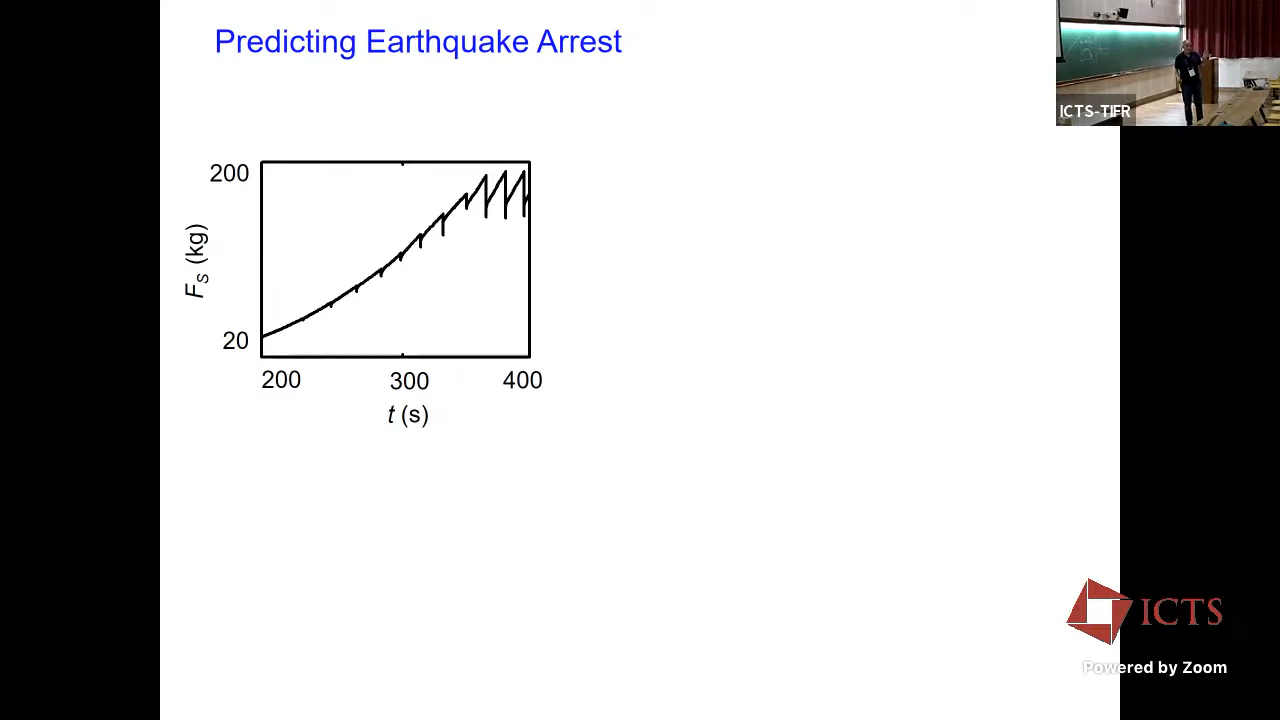 Predicting Earthquake Arrest
ICTS-TIFR
200
F_S (kg)
20
200 300 400
t (s)
ICTS
Powered by Zoom